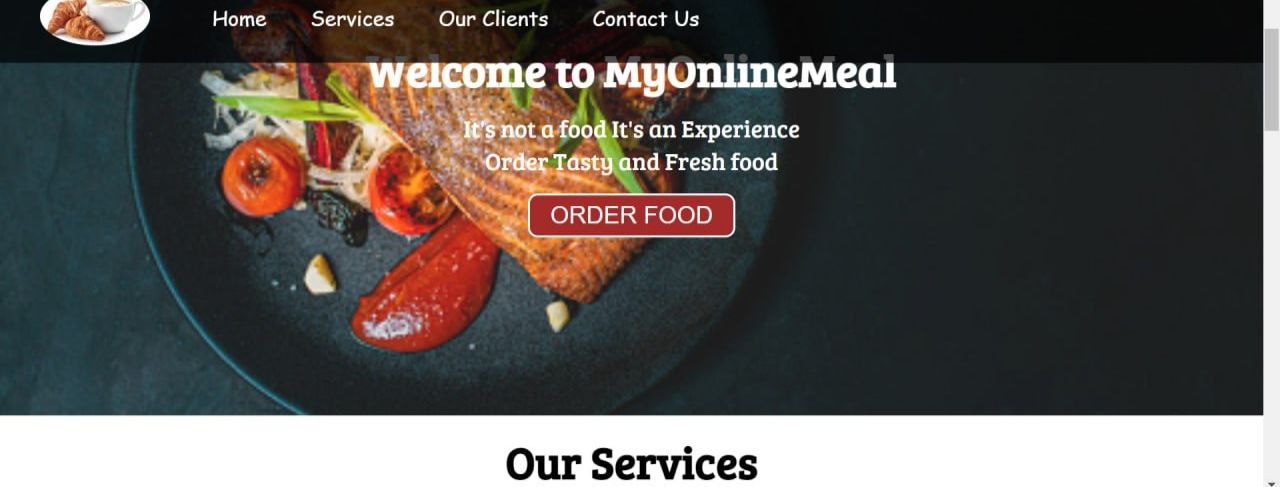 Home Services Our Clients Contact Us
Welcome to MyOnlineMeal
It's not a food It's an Experience
Order Tasty and Fresh food
ORDER FOOD
Our Services